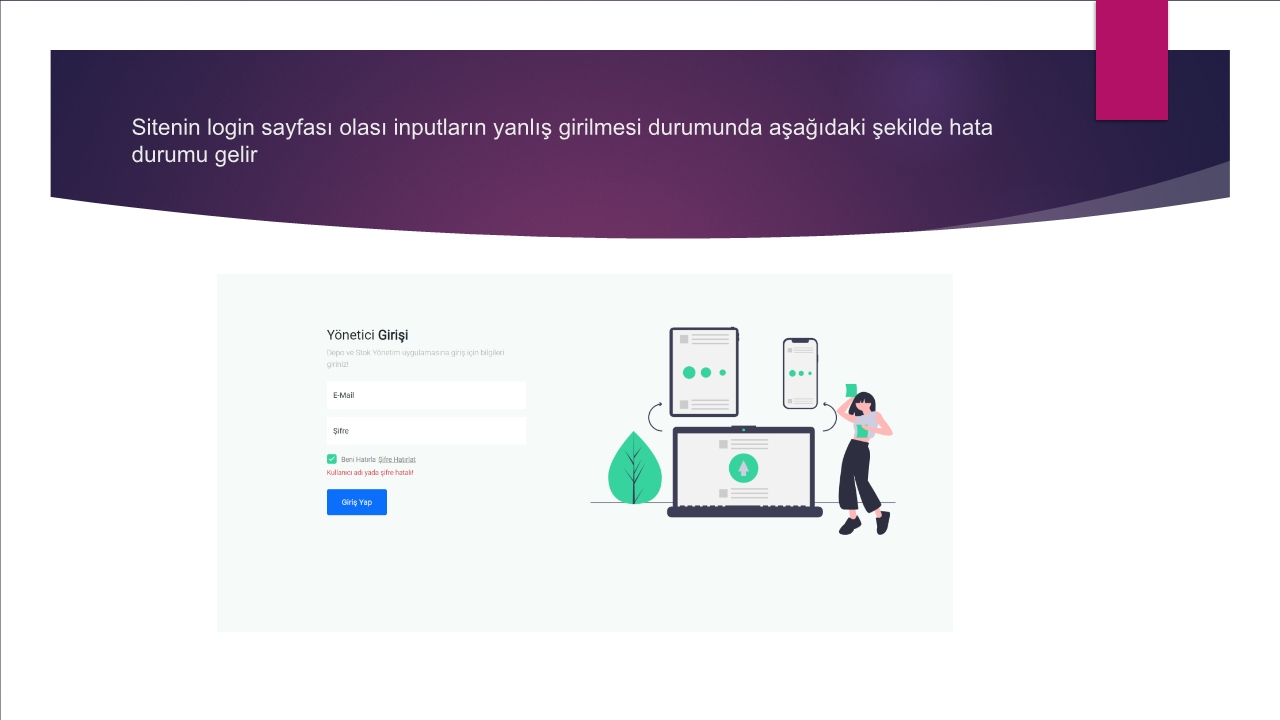 Sitenin login sayfası olası inputların yanlış girilmesi durumunda aşağıdaki şekilde hata
durumu gelir
Yönetici Girişi
Depo ve Stok Yönetim uygulamasına giriş için bilgileri
giriniz!
E-Mail
Şifre
Beni Hatırla Şifre Hatırlat
Kullanıcı adı yada şifre hatalı!
Giriş Yap